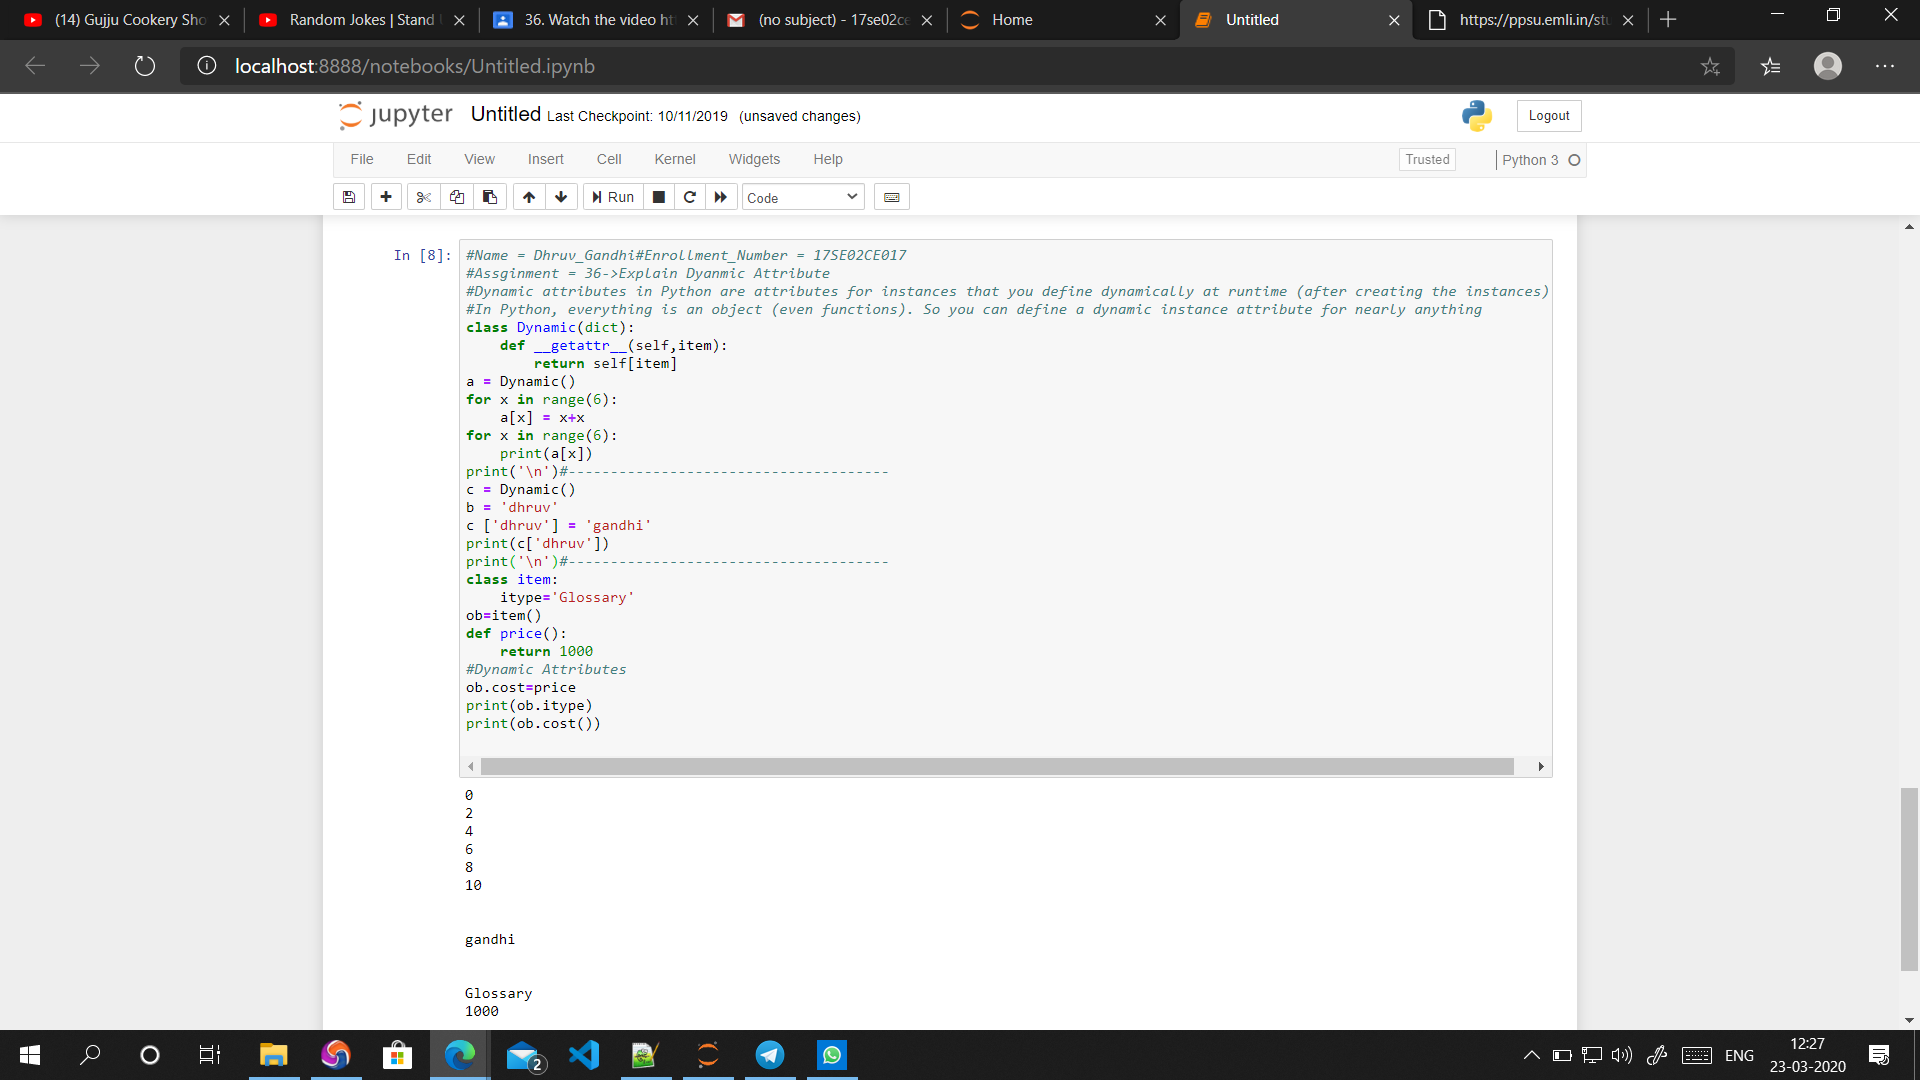 (14) Gujju Cookery Sho
Random Jokes | Stand
36. Watch the video ht
(no subject) - 17se02ce
Home
Untitled
https://ppsu.emli.in/stu
localhost:8888/notebooks/Untitled.ipynb
jupyter Untitled Last Checkpoint: 10/11/2019 (unsaved changes)
Logout
File Edit View Insert Cell Kernel Widgets Help
Trusted
Python 3
Run
Code
In [8]:
#Name = Dhruv_Gandhi#Enrollment_Number = 17SE02CE017
#Assginment = 36->Explain Dyanmic Attribute
#Dynamic attributes in Python are attributes for instances that you define dynamically at runtime (after creating the instances)
#In Python, everything is an object (even functions). So you can define a dynamic instance attribute for nearly anything
class Dynamic(dict):
    def __getattr__(self,item):
        return self[item]
a = Dynamic()
for x in range(6):
    a[x] = x+x
for x in range(6):
    print(a[x])
print('\n')#--------------------------------------
c = Dynamic()
b = 'dhruv'
c ['dhruv'] = 'gandhi'
print(c['dhruv'])
print('\n')#--------------------------------------
class item:
    itype='Glossary'
ob=item()
def price():
    return 1000
#Dynamic Attributes
ob.cost=price
print(ob.itype)
print(ob.cost())
0
2
4
6
8
10
gandhi
Glossary
1000
2
ENG
12:27
23-03-2020